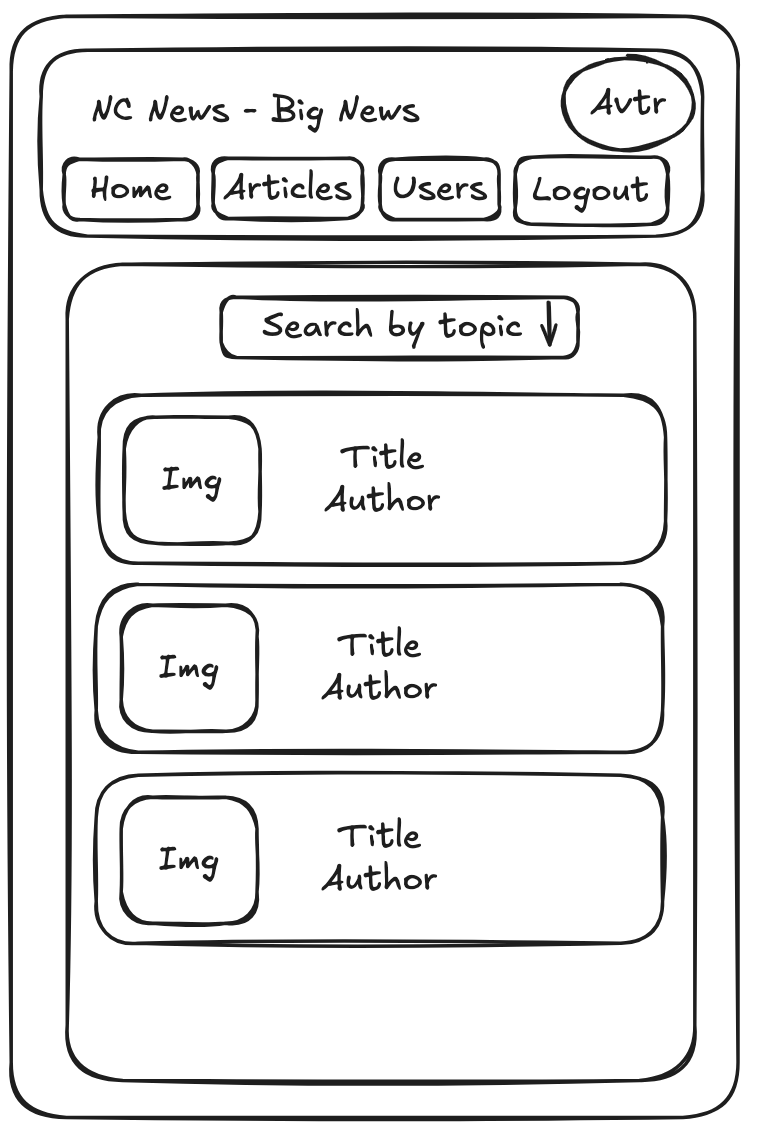 NC News - Big News
Avtr
Home
Articles
Users
Logout
Search by topic
Img
Title
Author
Img
Title
Author
Img
Title
Author